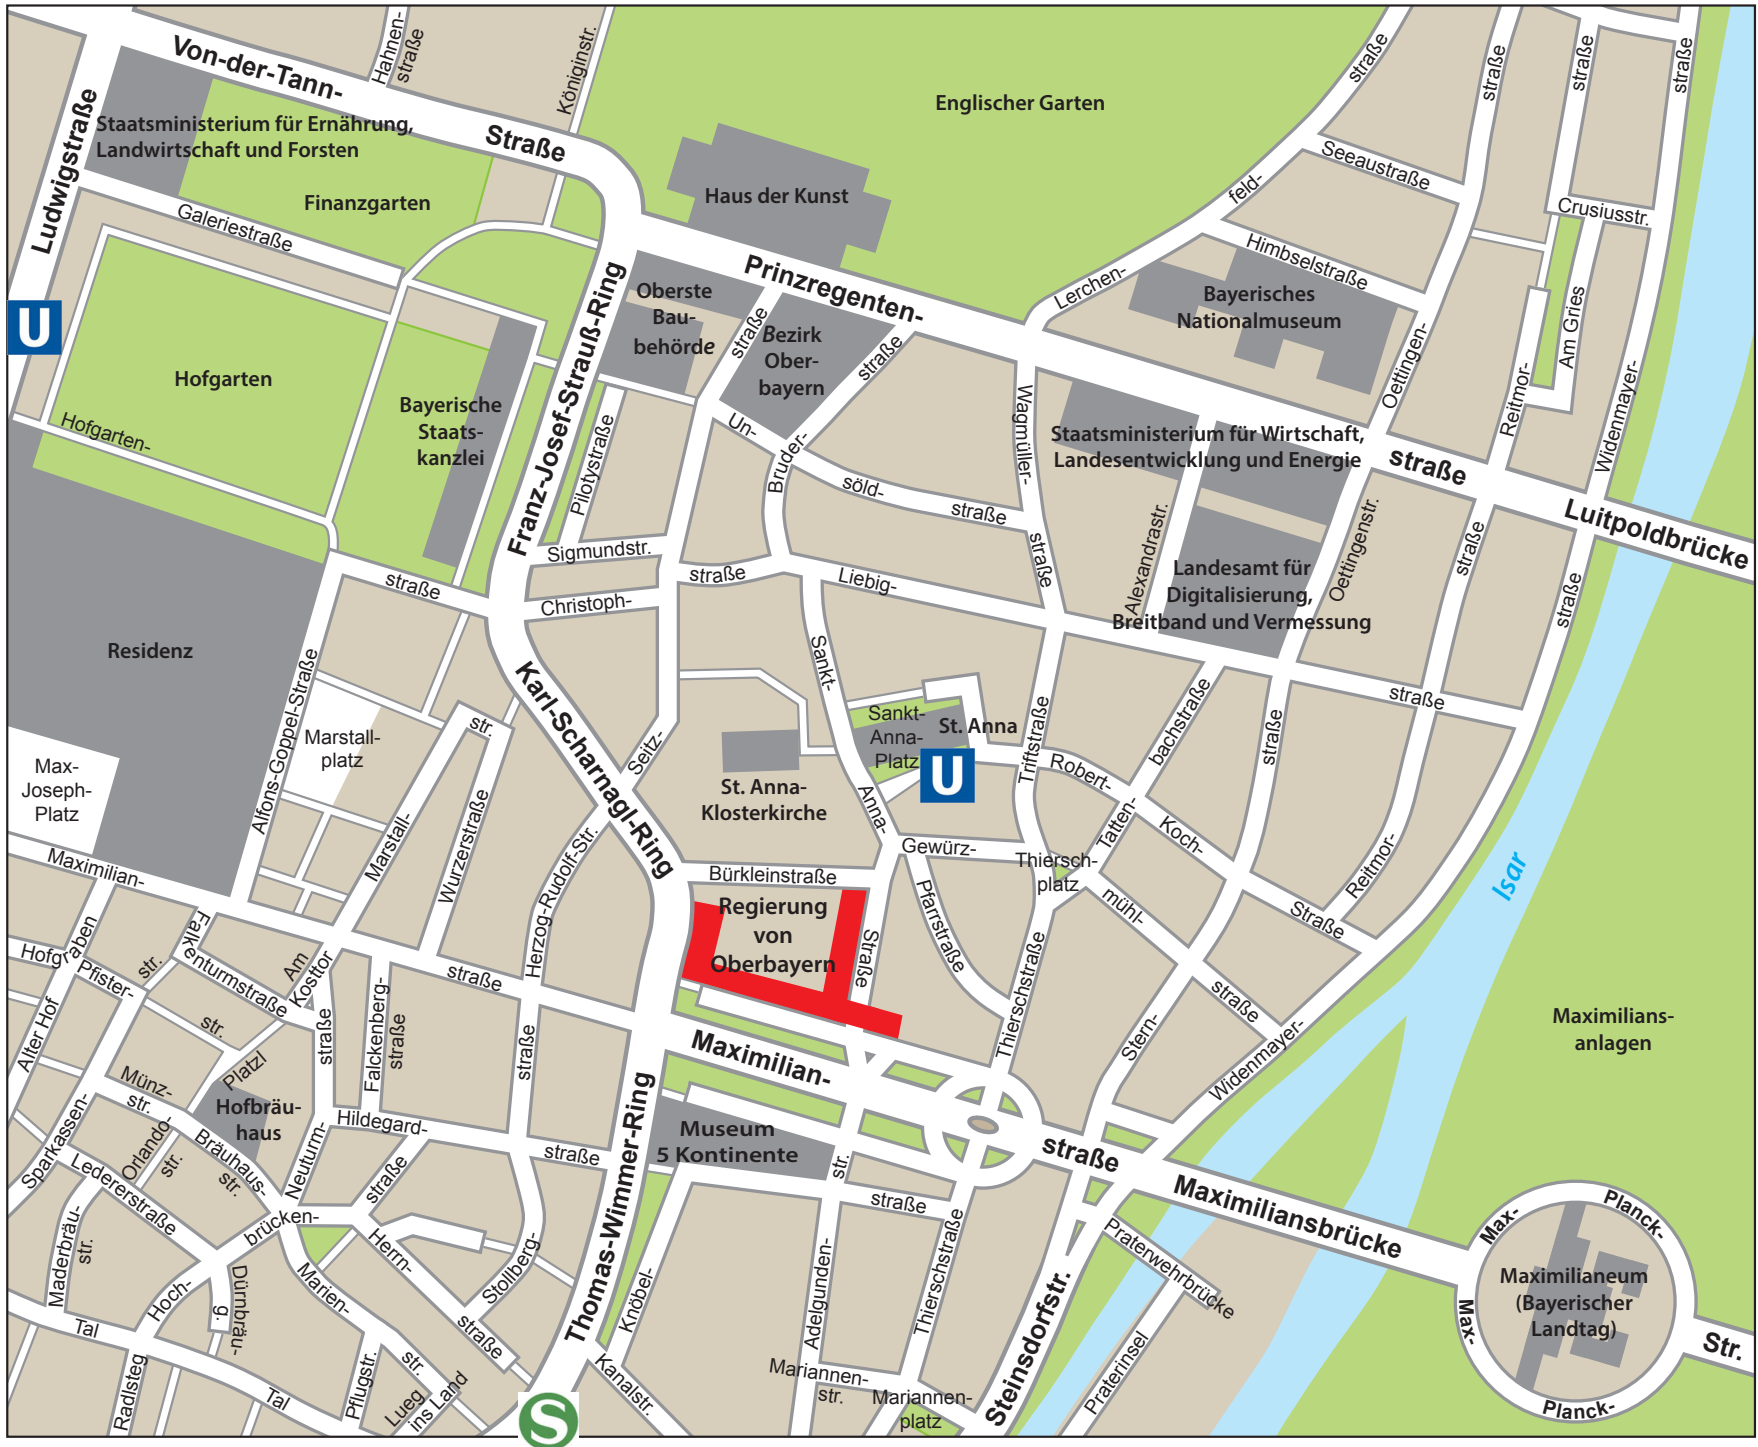 Von-der-Tann-
Straße
Hahnen-
straße
Königinstr.
Englischer Garten
straße
straße
straße
straße
Ludwigstraße
Staatsministerium für Ernährung,
Landwirtschaft und Forsten
Finanzgarten
Galeriestraße
Haus der Kunst
Seeaustraße
feld-
Crusiusstr.
Himbselstraße
Lerchen-
Prinzregenten-
Oberste
Bau-
behörde
straße
Bezirk
Ober-
bayern
straße
Bayerisches
Nationalmuseum
Am Gries
Oettingen-
Reitmor-
Widenmayer-
U
Hofgarten
Hofgarten-
Bayerische
Staats-
kanzlei
Franz-Josef-Strauß-Ring
Pilotystraße
Un-
söld-
straße
Bruder-
Wagmüller-
straße
Staatsministerium für Wirtschaft,
Landesentwicklung und Energie
straße
Luitpoldbrücke
Alexandrastr.
Oettingenstr.
straße
straße
Landesamt für
Digitalisierung,
Breitband und Vermessung
Sigmundstr.
straße
Christoph-
straße
Liebig-
straße
Residenz
Alfons-Goppel-Straße
Karl-Scharnagl-Ring
Sankt-
Sankt-
Anna-
Platz
St. Anna
U
Triftstraße
bachstraße
straße
Max-
Joseph-
Platz
Marstall-
platz
str.
Seitz-
St. Anna-
Klosterkirche
Anna-
Robert-
Tatten-
Koch-
Straße
Reitmor-
Isar
Maximilian-
Marstall-
Wurzerstraße
Herzog-Rudolf-Str.
Bürkleinstraße
Gewürz-
Thiersch-
platz
mühl-
straße
Regierung
von
Oberbayern
Straße
Pfarrstraße
Thierschstraße
Stern-
Widenmayer-
Maximilians-
anlagen
Hofgraben
Falkenturmstraße
Pfister-
str.
Am
Kosttor
straße
Falckenberg-
straße
straße
str.
Alter Hof
Platzl
straße
Maximilian-
straße
Münz-
str.
Hofbräu-
haus
Hildegard-
straße
Museum
5 Kontinente
Sparkassen-
Orlando-
str.
Bräuhaus-
str.
Neuturm-
straße
Thomas-Wimmer-Ring
str.
straße
Maximiliansbrücke
Ledererstraße
Maderbräu-
str.
brücken-
Hoch-
Herrn-
straße
Stollberg-
Knöbel-
Adelgunden-
Thierschstraße
Steinsdorfstr.
Praterwehrbrücke
Praterinsel
Max-
Planck-
Maximilianeum
(Bayerischer
Landtag)
Max-
Planck-
Str.
Tal
Dürnbräu-
g.
Marien-
str.
Radlsteg
Tal
Pflugstr.
Lueg
ins Land
S
Kanalstr.
Mariannen-
str.
Mariannen-
platz